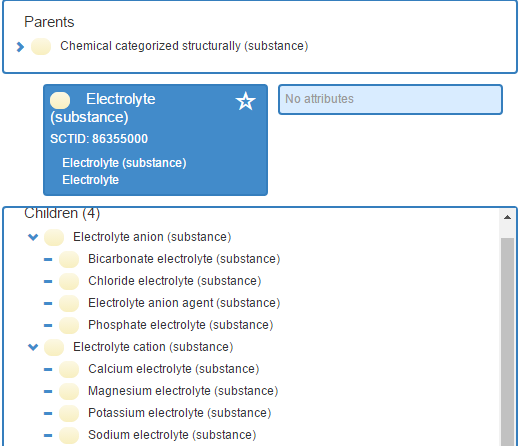 Parents
Chemical categorized structurally (substance)
Electrolyte
(substance)
SCTID: 86355000
Electrolyte (substance)
Electrolyte
No attributes
Children (4)
Electrolyte anion (substance)
Bicarbonate electrolyte (substance)
Chloride electrolyte (substance)
Electrolyte anion agent (substance)
Phosphate electrolyte (substance)
Electrolyte cation (substance)
Calcium electrolyte (substance)
Magnesium electrolyte (substance)
Potassium electrolyte (substance)
Sodium electrolyte (substance)